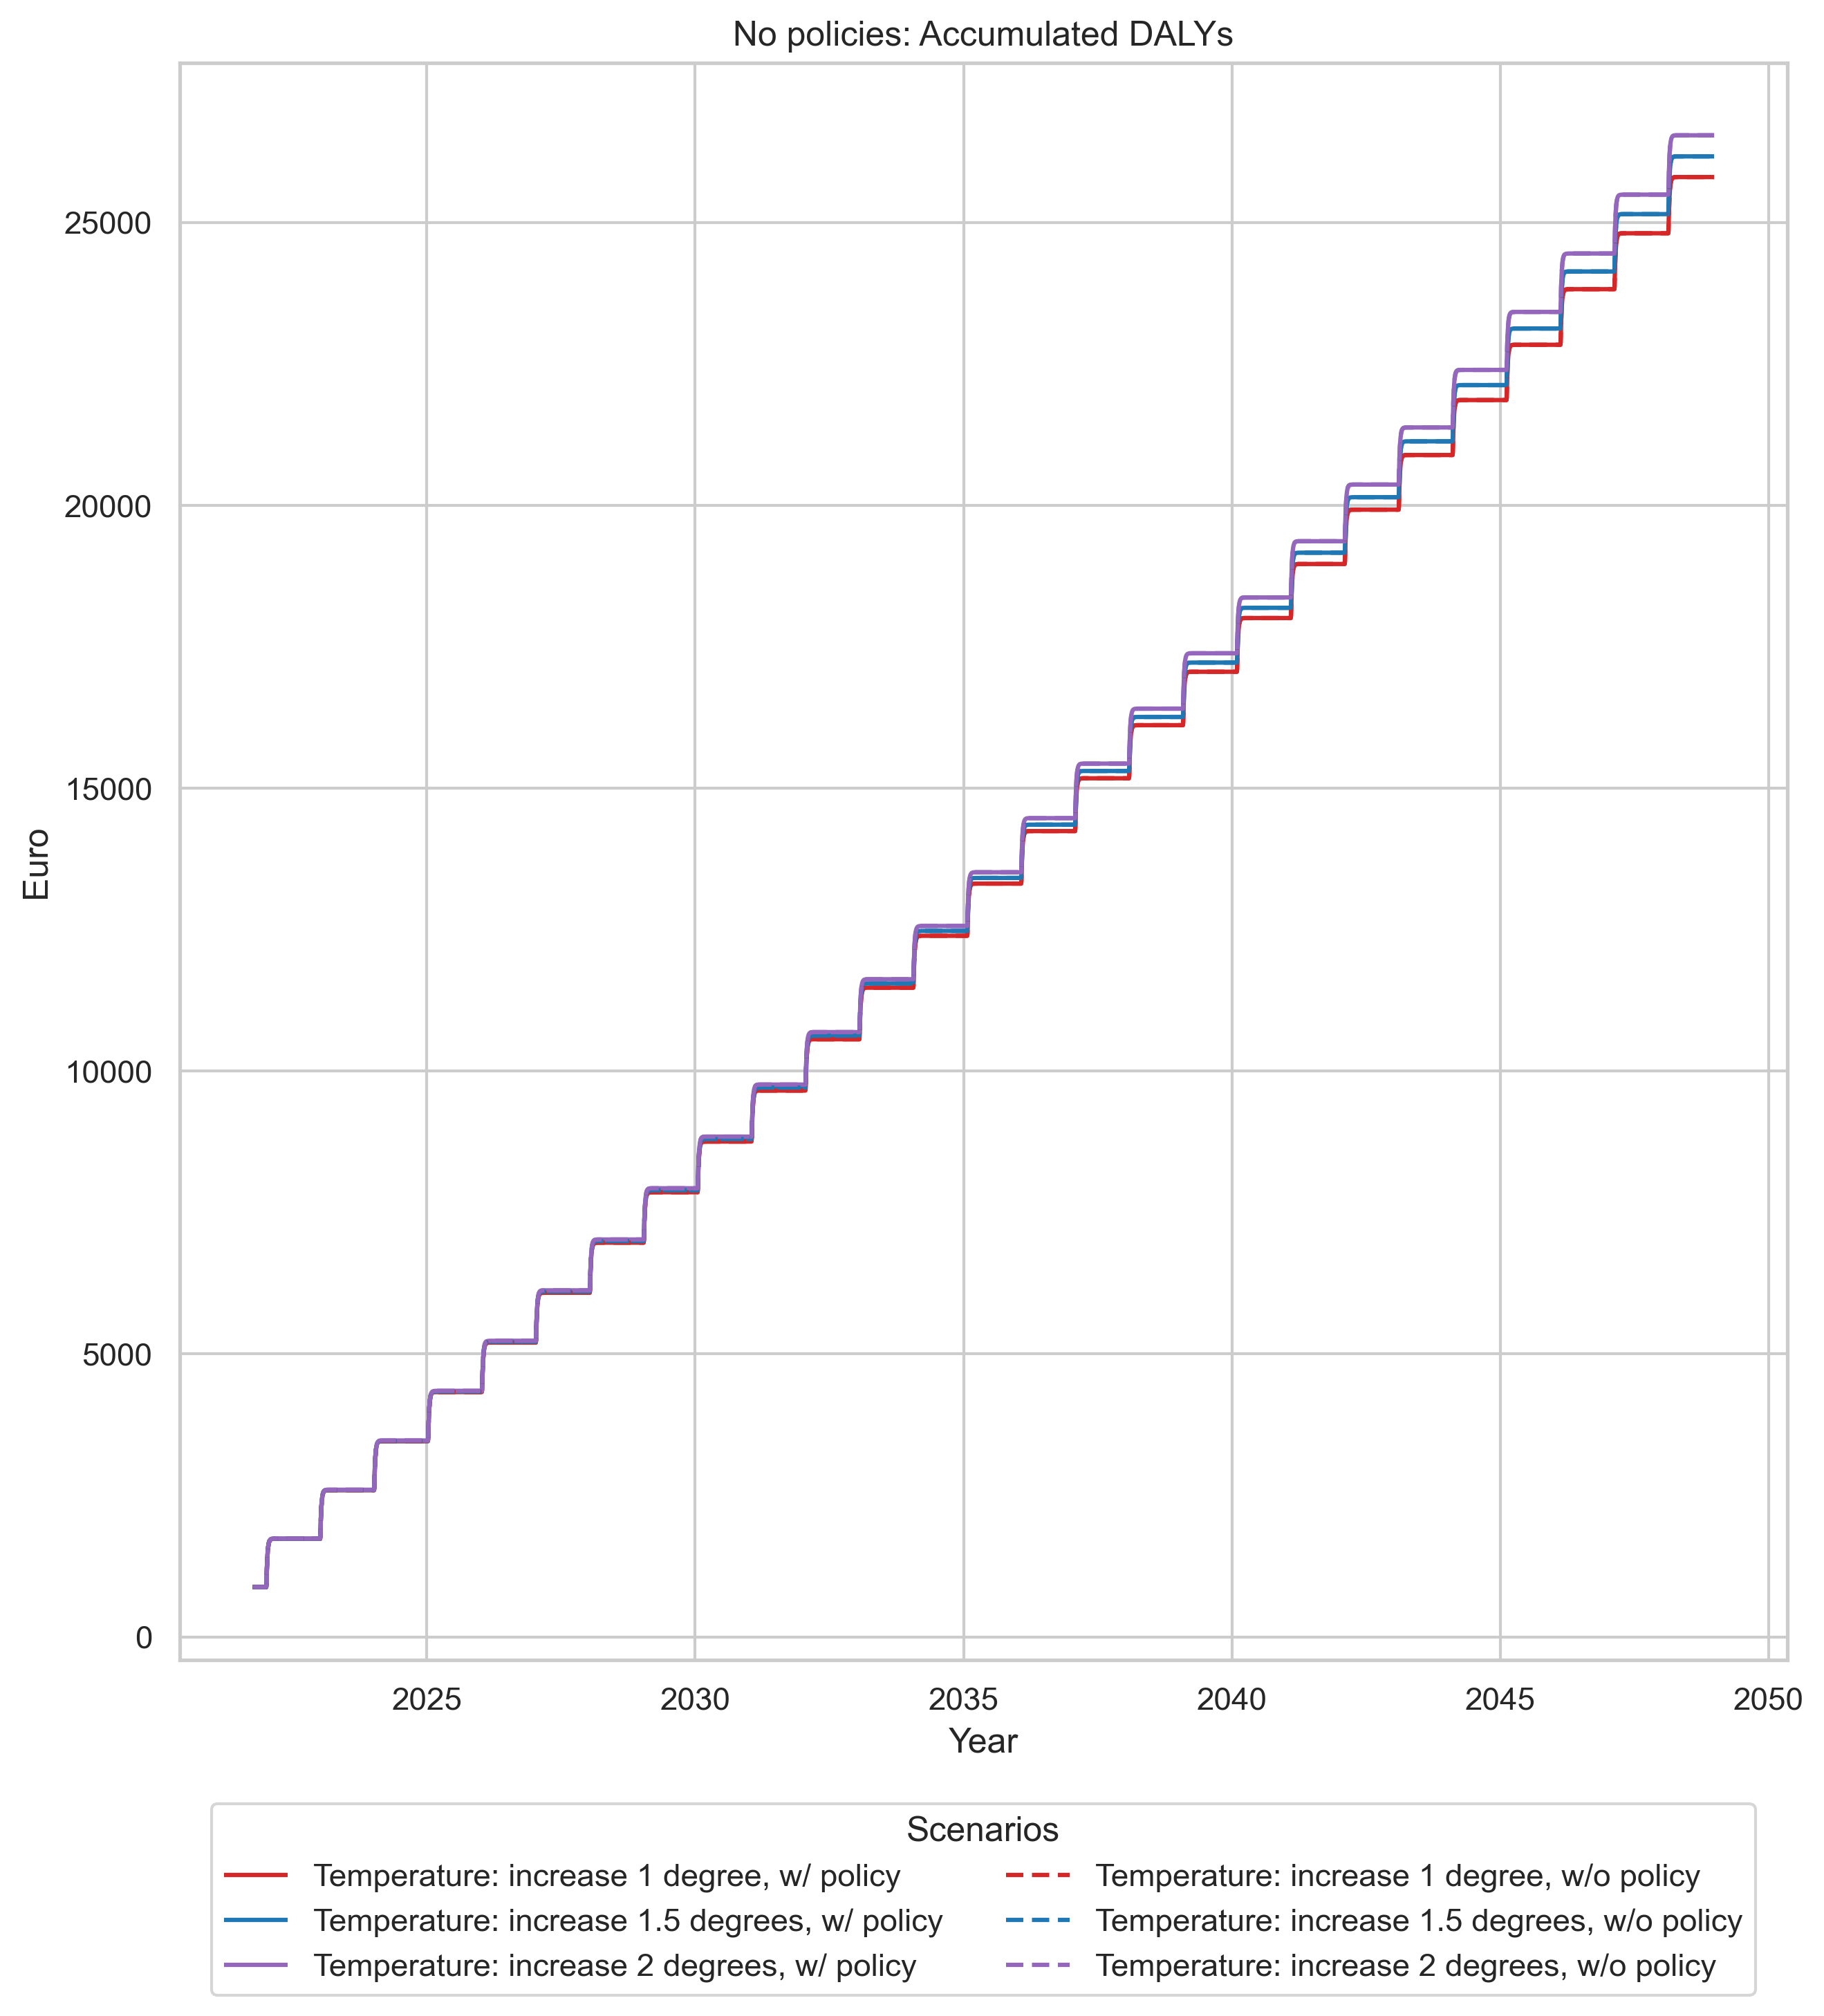 No policies: Accumulated DALYs
25000
20000
15000
10000
5000
0
Euro
2025 2030 2035 2040 2045 2050
Year
Scenarios
Temperature: increase 1 degree, w/ policy
Temperature: increase 1.5 degrees, w/ policy
Temperature: increase 2 degrees, w/ policy
Temperature: increase 1 degree, w/o policy
Temperature: increase 1.5 degrees, w/o policy
Temperature: increase 2 degrees, w/o policy